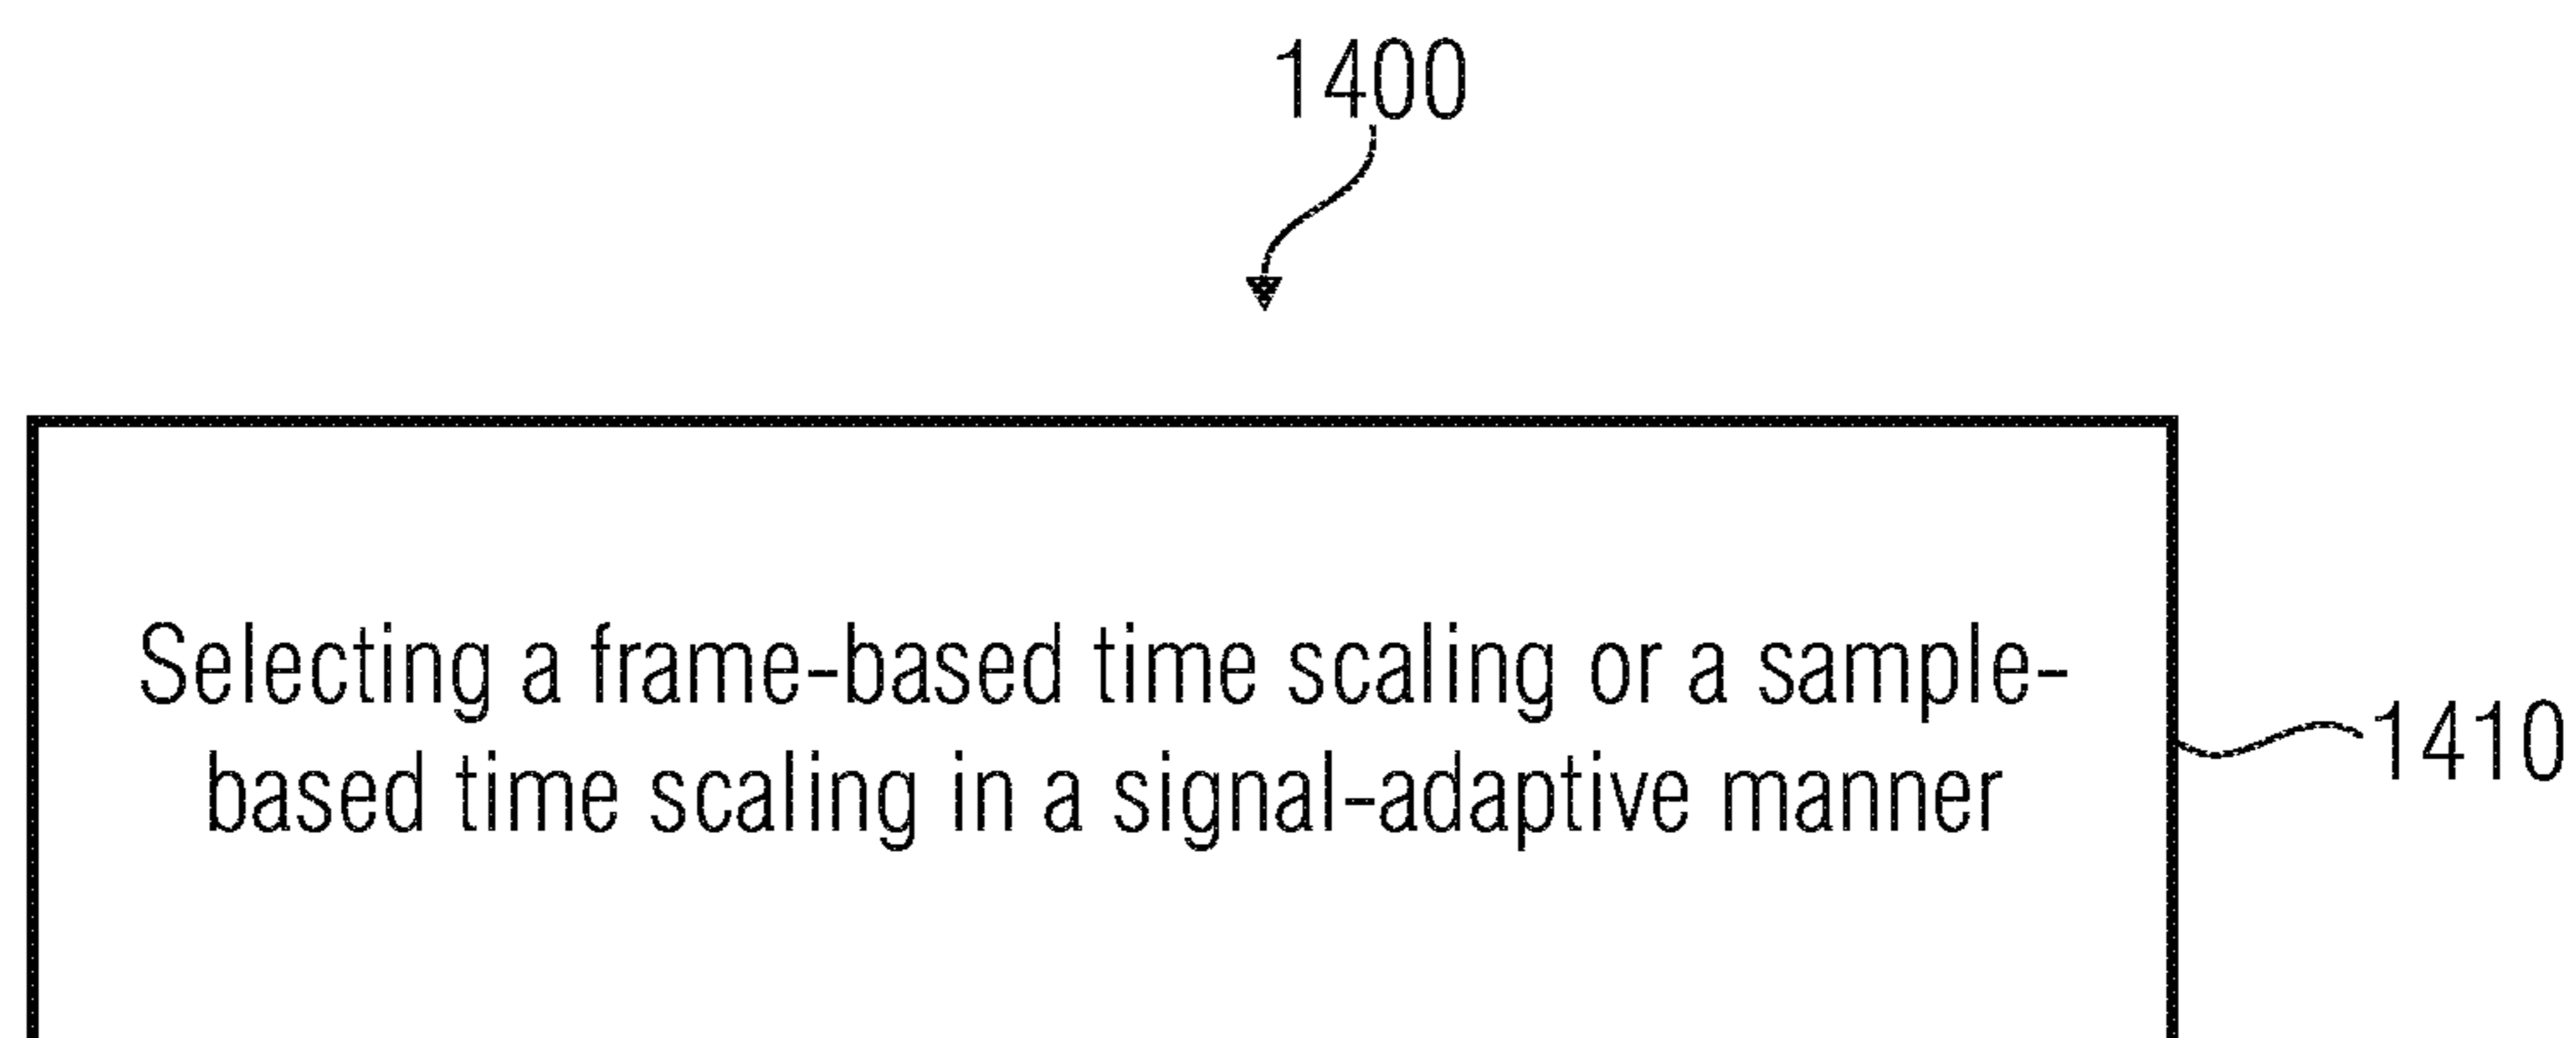 1400
Selecting a frame-based time scaling or a sample-
based time scaling in a signal-adaptive manner
1410